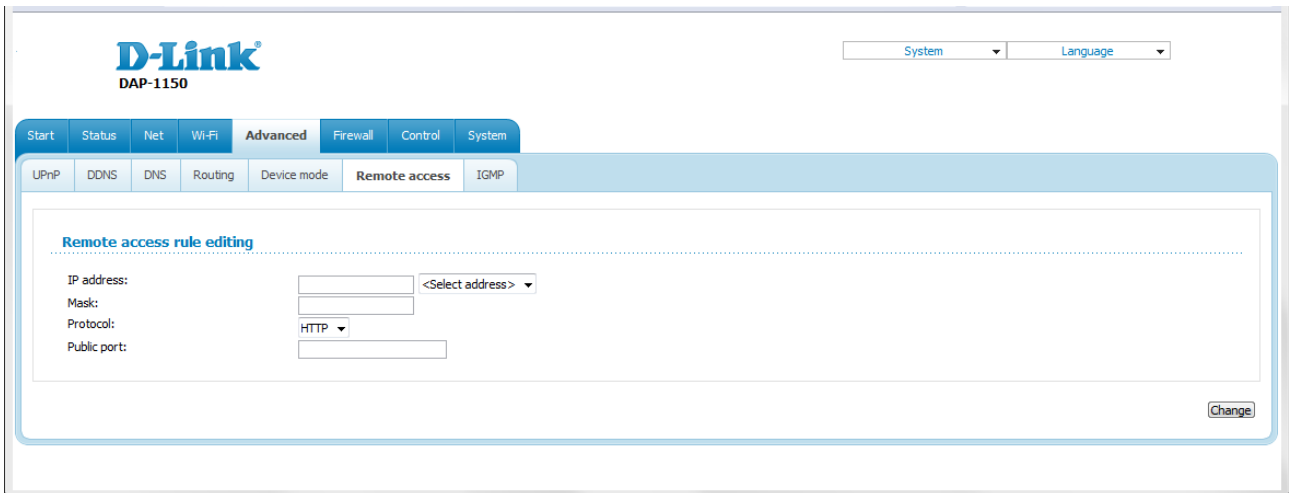 D-Link®
DAP-1150
System Language
Start Status Net Wi-Fi Advanced Firewall Control System
UPnP DDNS DNS Routing Device mode Remote access IGMP
Remote access rule editing
IP address: <Select address>
Mask:
Protocol: HTTP
Public port:
Change